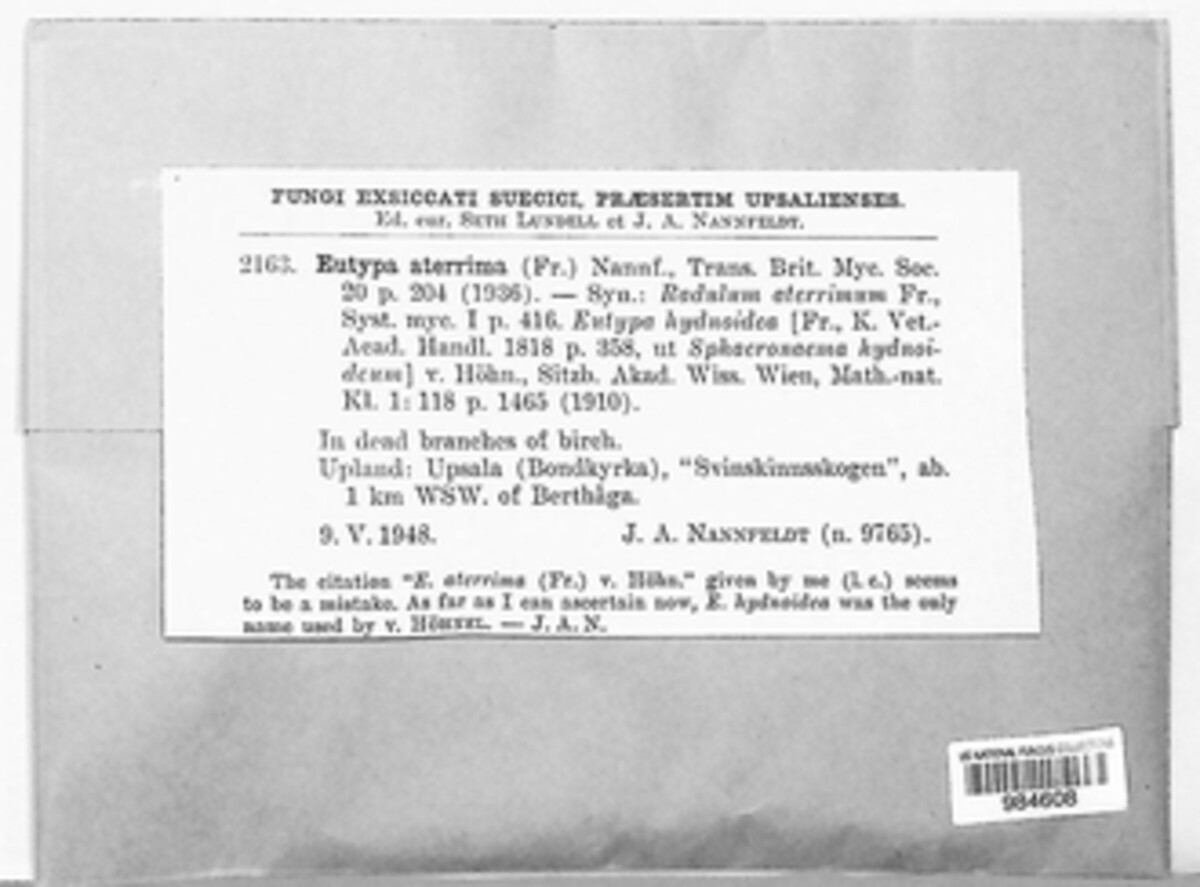 FUNGI EXSICCATI SUECICI, PRÆSERTIM UPSALIENSES.
Ed. cur. SETH LUNDELL et J. A. NANNFELDT.
2163. Eutypa aterrima (Fr.) Nannf., Trans. Brit. Myc. Soc.
20 p. 204 (1936). — Syn.: Radulum aterrimum Fr.,
Syst. myc. I p. 416. Eutypa hydnoidea [Fr., K. Vet.-
Acad. Handl. 1818 p. 358, ut Sphaeronaema hydnoi-
deum] v. Höhn., Sitzb. Akad. Wiss. Wien, Math.-nat.
Kl. 1: 118 p. 1465 (1910).
In dead branches of birch.
Upland: Upsala (Bondkyrka), "Svinskinnsskogen", ab.
1 km WSW. of Berthåga.
9. V. 1948. J. A. NANNFELDT (n. 9765).
The citation "E. aterrima (Fr.) v. Höhn." given by me (l. c.) seems
to be a mistake. As far as I can ascertain now, E. hydnoidea was the only
name used by v. HÖHNEL. — J. A. N.
US NATIONAL FUNGUS COLLECTIONS
984608